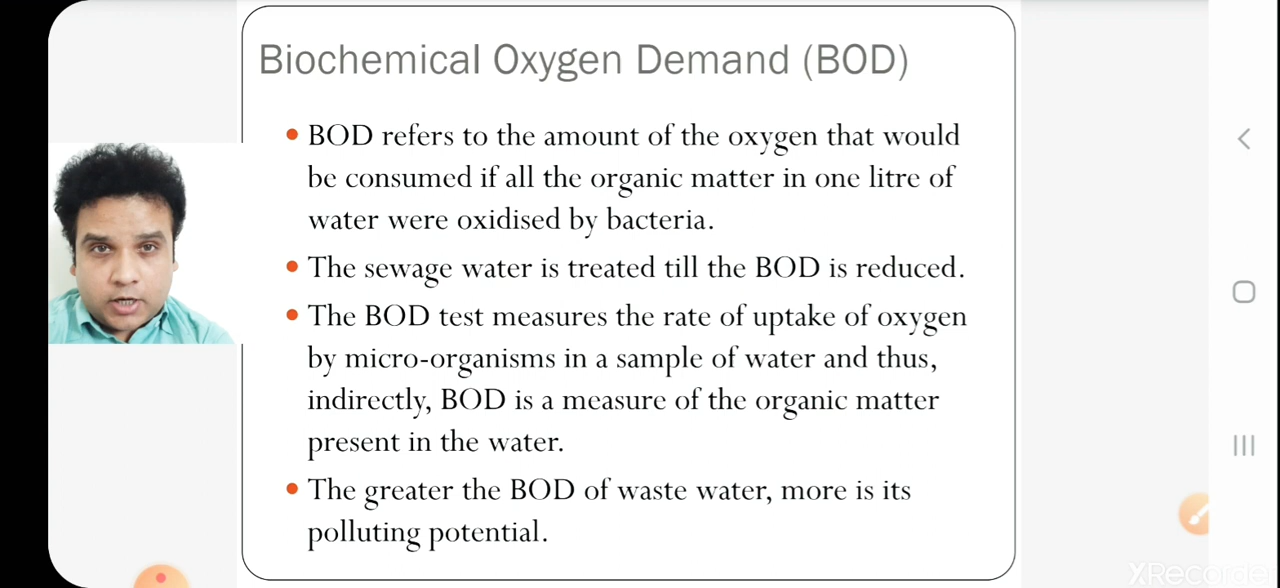 Biochemical Oxygen Demand (BOD)
• BOD refers to the amount of the oxygen that would
be consumed if all the organic matter in one litre of
water were oxidised by bacteria.
• The sewage water is treated till the BOD is reduced.
• The BOD test measures the rate of uptake of oxygen
by micro-organisms in a sample of water and thus,
indirectly, BOD is a measure of the organic matter
present in the water.
• The greater the BOD of waste water, more is its
polluting potential.
XRecorder